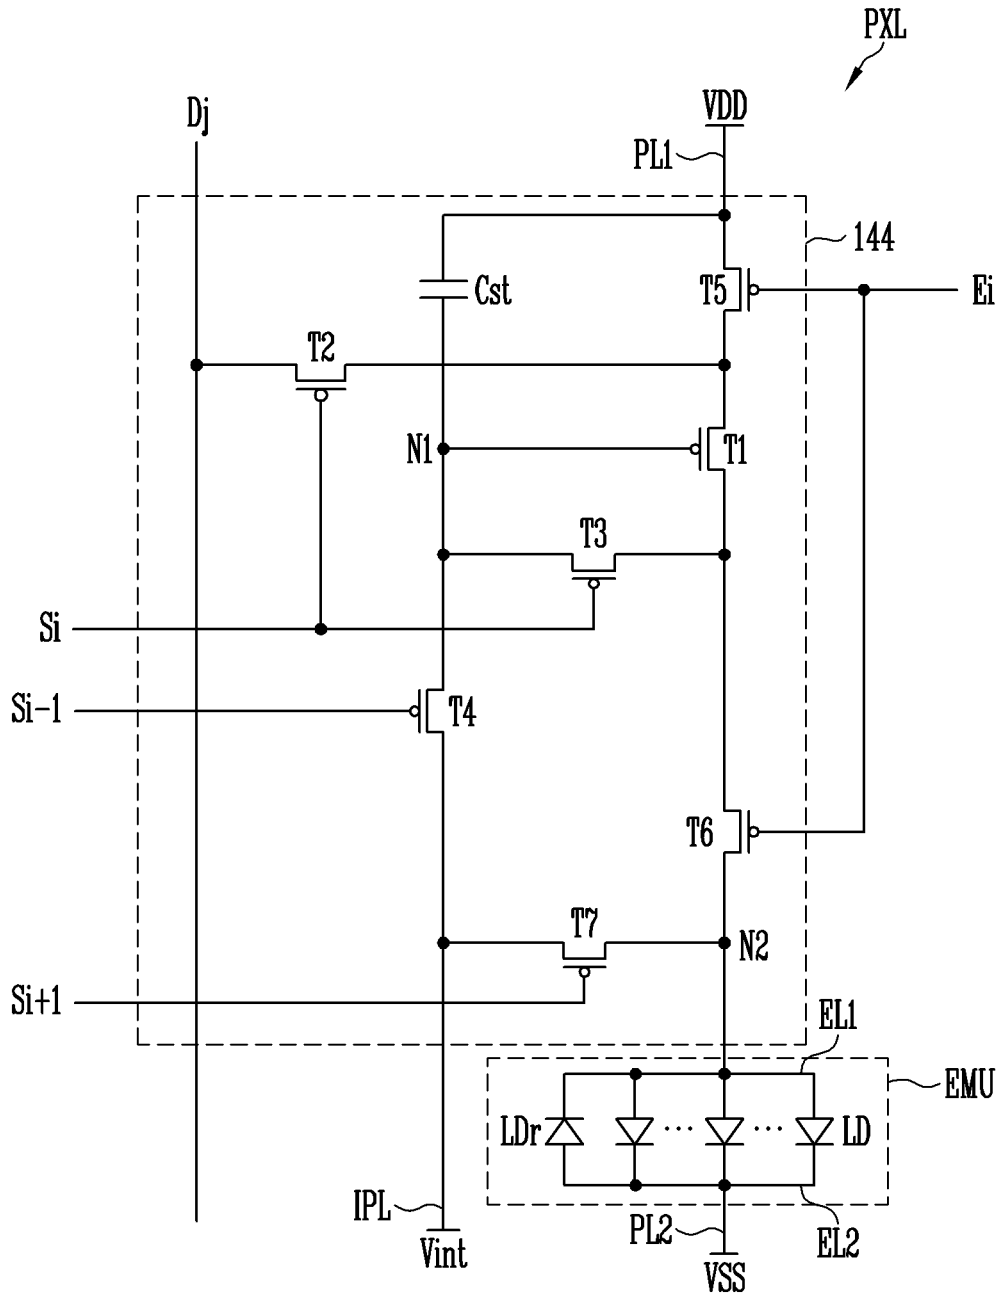 PXL
Dj
VDD
PL1
144
Cst
T5
Ei
T2
N1
T1
T3
Si
Si-1
T4
T6
T7
N2
Si+1
EL1
EMU
LDr
···
···
LD
IPL
PL2
EL2
Vint
VSS